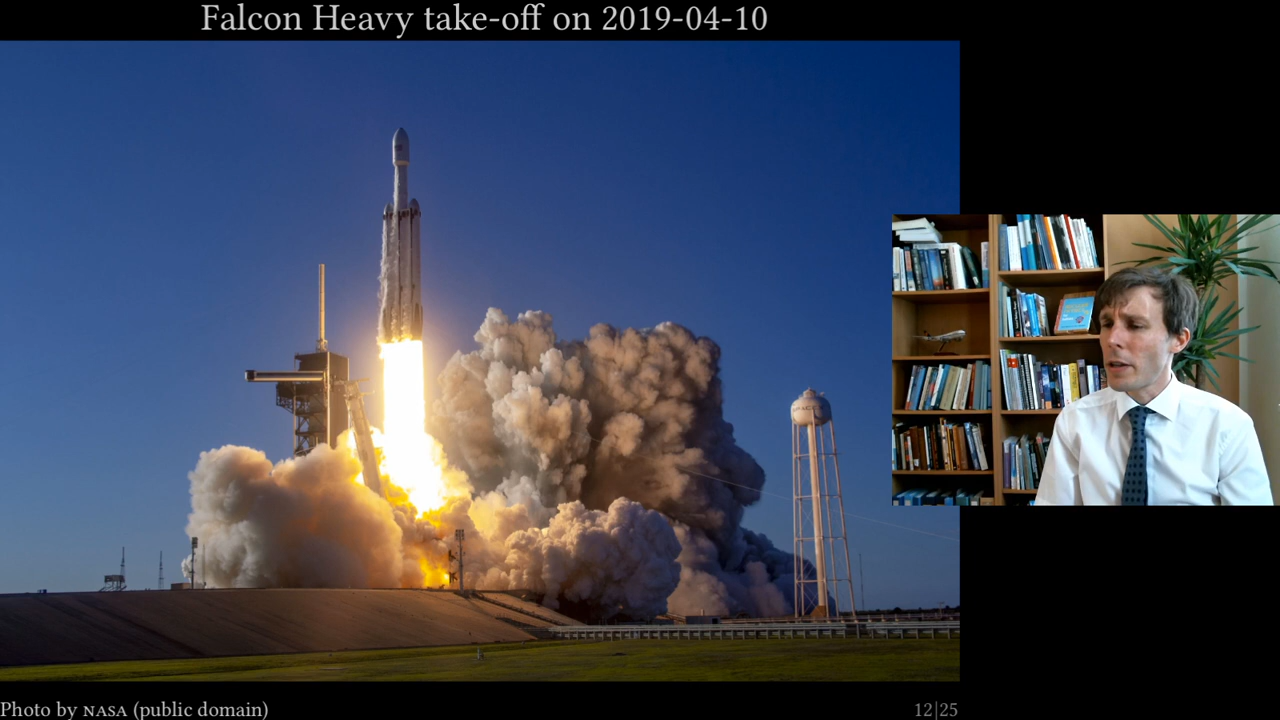 Falcon Heavy take-off on 2019-04-10
Photo by NASA (public domain)
12|25